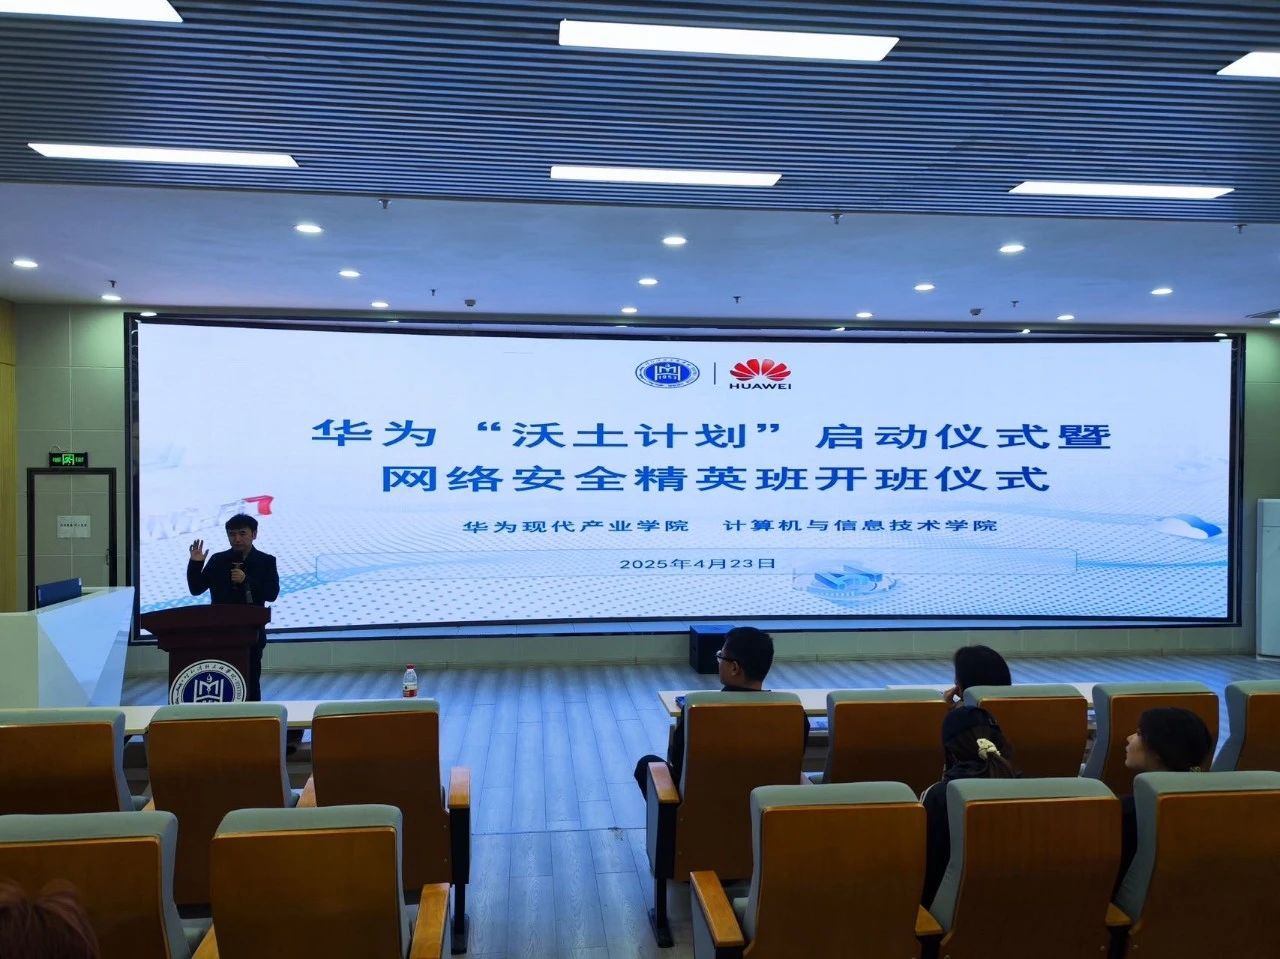 1952
HUAWEI
华为“沃土计划”启动仪式暨
网络安全精英班开班仪式
华为现代产业学院 计算机与信息技术学院
2025年4月23日